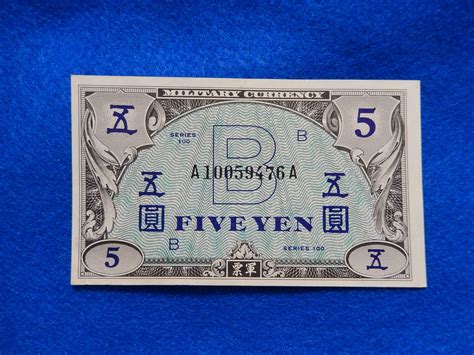 MILITARY CURRENCY
五
SERIES
100
B
B
5
A10059476A
五
圓
FIVE YEN
五
圓
5
B
SERIES 100
五
票軍